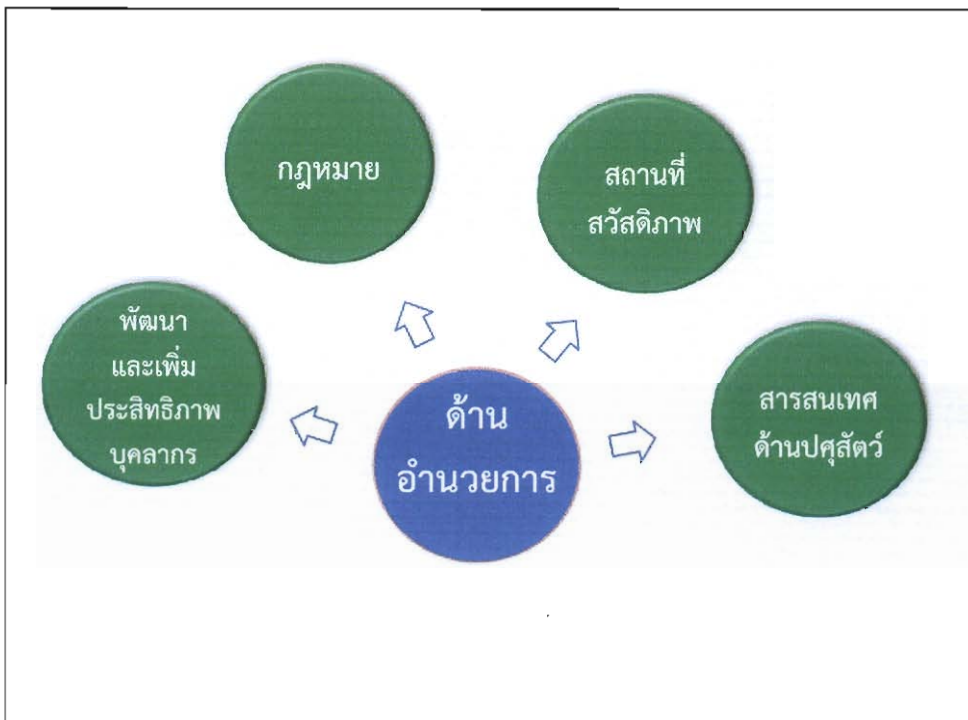 กฎหมาย
สถานที่
สวัสดิภาพ
พัฒนา
และเพิ่ม
ประสิทธิภาพ
บุคลากร
ด้าน
อำนวยการ
สารสนเทศ
ด้านปศุสัตว์